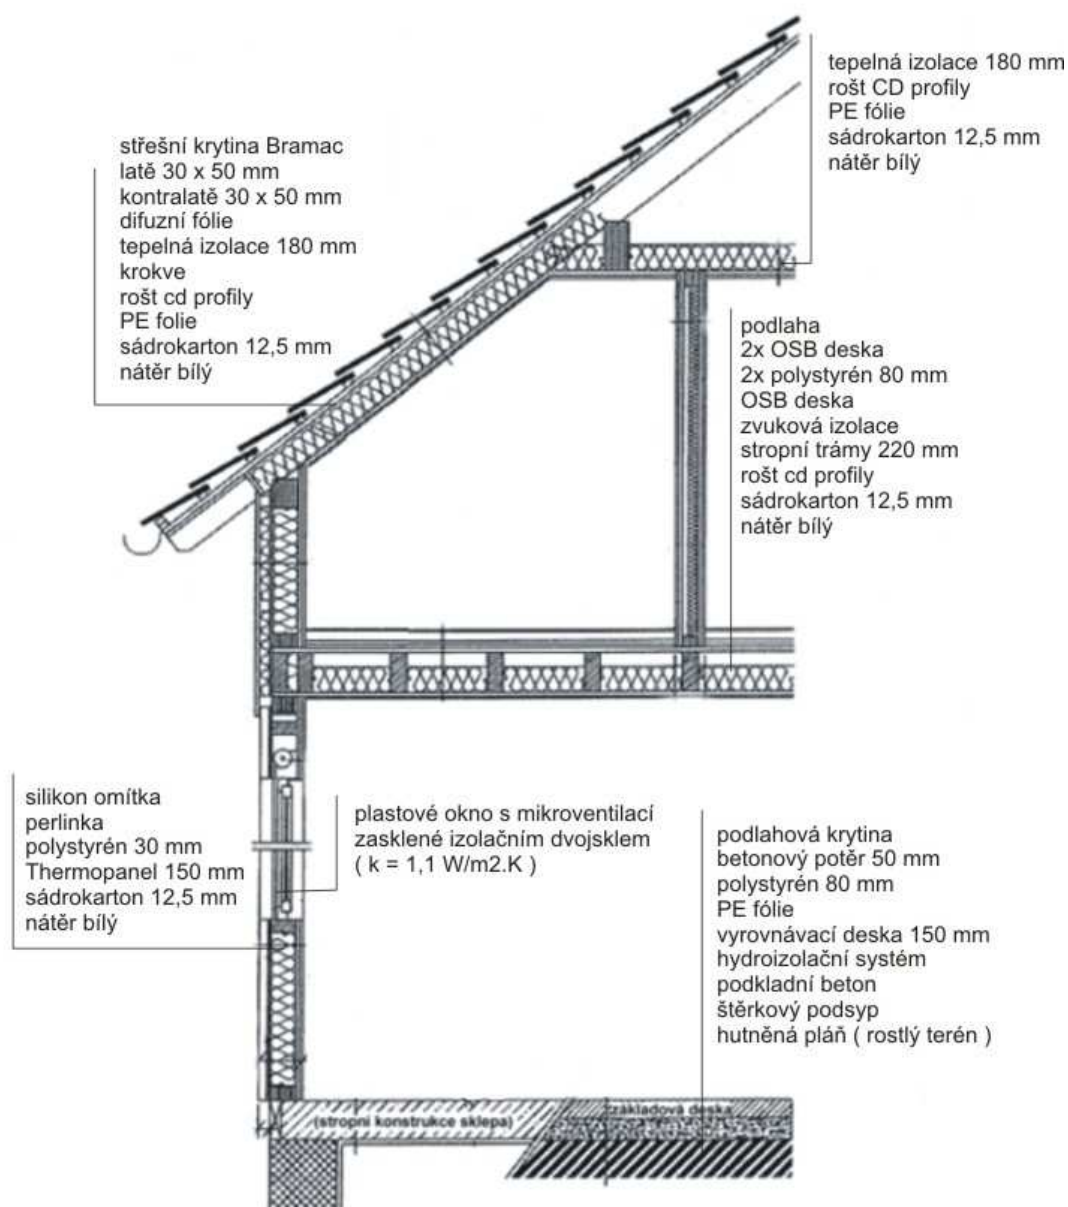 tepelná izolace 180 mm
rošt CD profily
PE fólie
sádrokarton 12,5 mm
nátěr bílý
střešní krytina Bramac
latě 30 x 50 mm
kontralatě 30 x 50 mm
difuzní fólie
tepelná izolace 180 mm
krokve
rošt cd profily
PE folie
sádrokarton 12,5 mm
nátěr bílý
podlaha
2x OSB deska
2x polystyrén 80 mm
OSB deska
zvuková izolace
stropní trámy 220 mm
rošt cd profily
sádrokarton 12,5 mm
nátěr bílý
silikon omítka
perlinka
polystyrén 30 mm
Thermopanel 150 mm
sádrokarton 12,5 mm
nátěr bílý
plastové okno s mikroventilací
zasklené izolačním dvojsklem
( k = 1,1 W/m2.K )
podlahová krytina
betonový potěr 50 mm
polystyrén 80 mm
PE fólie
vyrovnávací deska 150 mm
hydroizolační systém
podkladní beton
štěrkový podsyp
hutněná pláň ( rostlý terén )
základová deska
(stropní konstrukce sklepa)